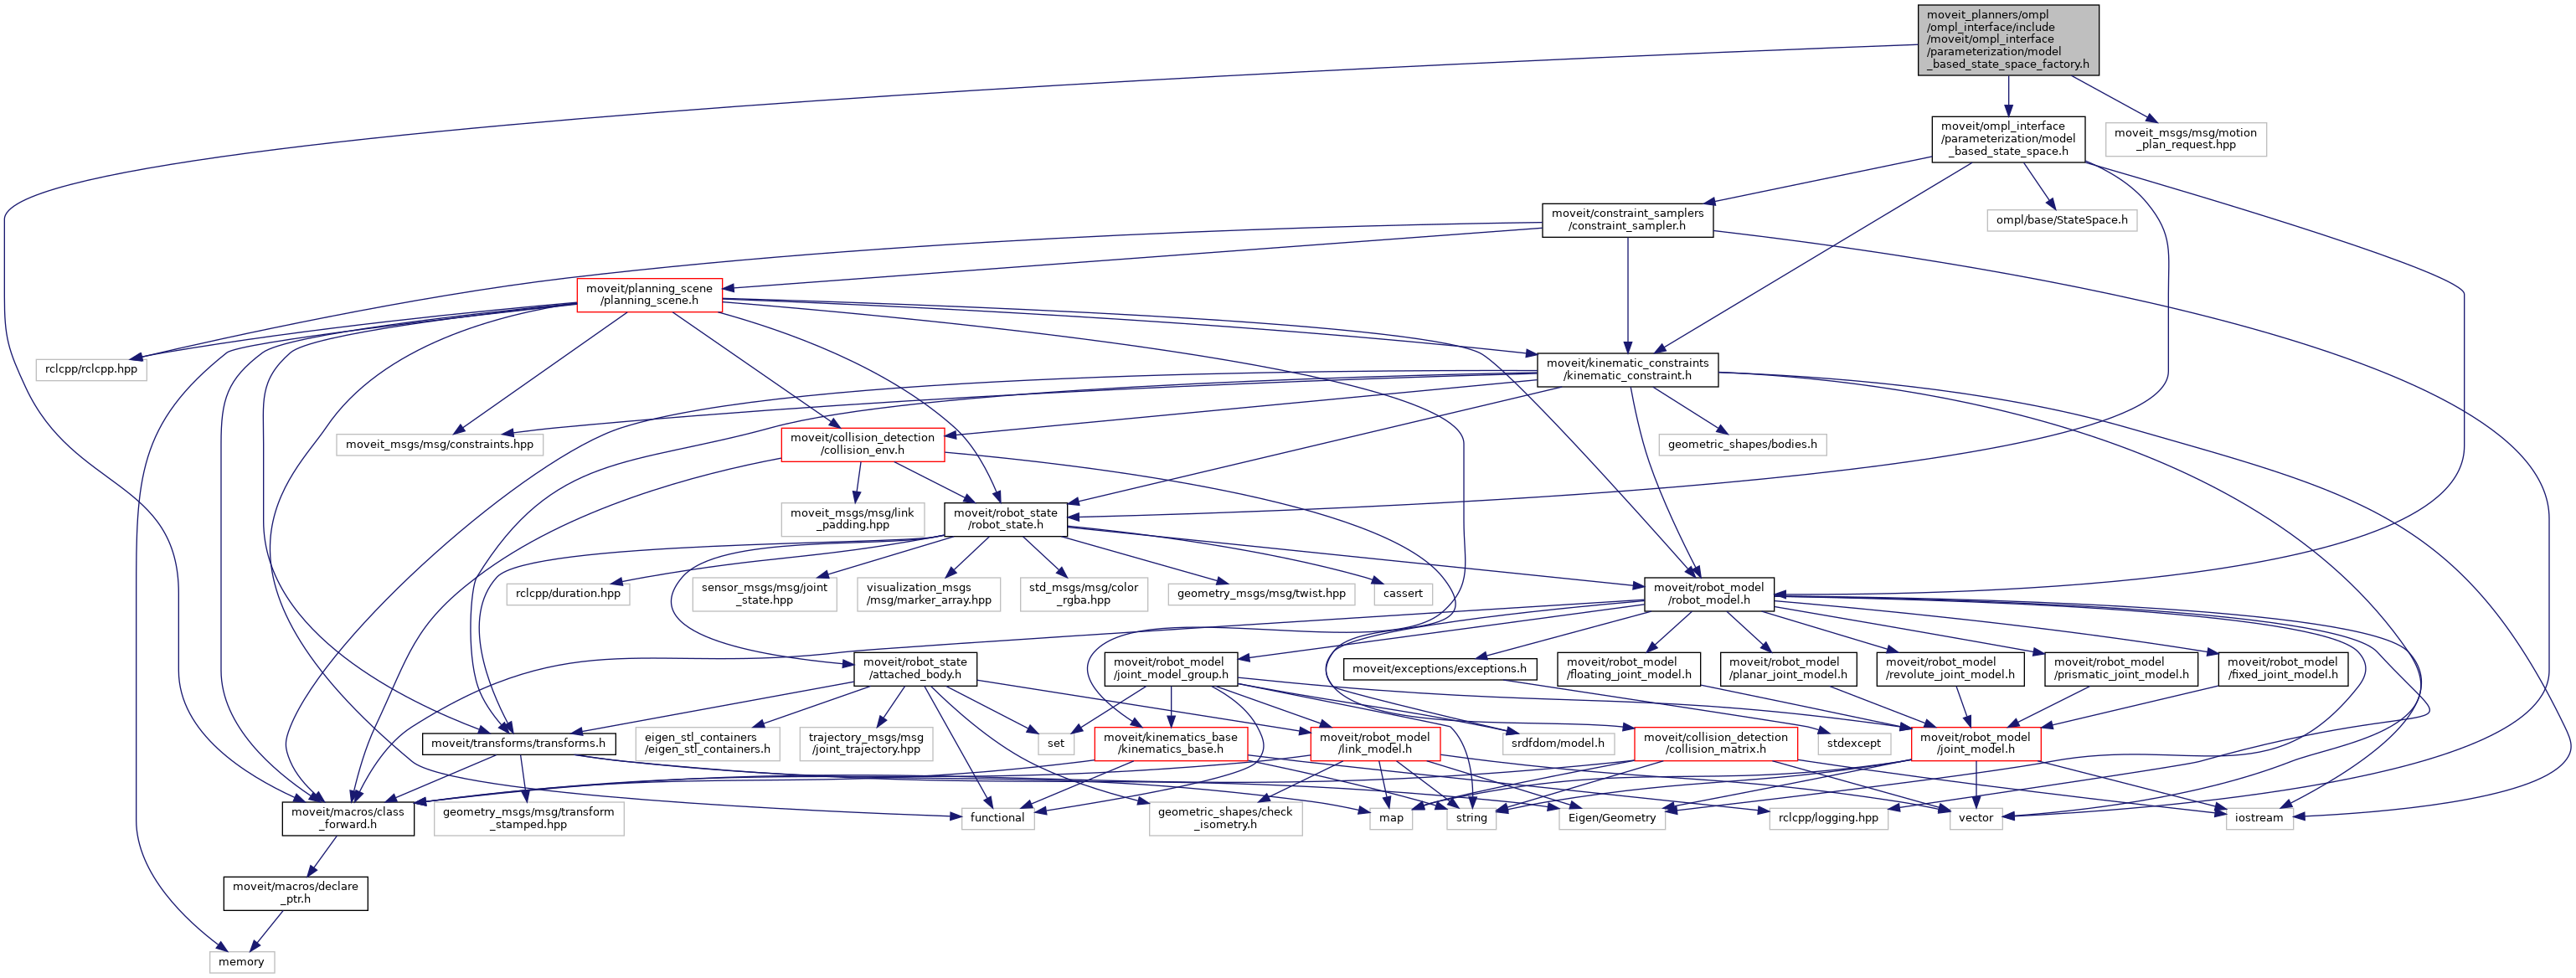 moveit_planners/ompl
/ompl_interface/include
/moveit/ompl_interface
/parameterization/model
_based_state_space_factory.h
moveit/ompl_interface
/parameterization/model
_based_state_space.h
moveit_msgs/msg/motion
_plan_request.hpp
moveit/constraint_samplers
/constraint_sampler.h
ompl/base/StateSpace.h
moveit/planning_scene
/planning_scene.h
rclcpp/rclcpp.hpp
moveit/kinematic_constraints
/kinematic_constraint.h
moveit_msgs/msg/constraints.hpp
moveit/collision_detection
/collision_env.h
geometric_shapes/bodies.h
moveit_msgs/msg/link
_padding.hpp
moveit/robot_state
/robot_state.h
rclcpp/duration.hpp
sensor_msgs/msg/joint
_state.hpp
visualization_msgs
/msg/marker_array.hpp
std_msgs/msg/color
_rgba.hpp
geometry_msgs/msg/twist.hpp
cassert
moveit/robot_model
/robot_model.h
moveit/robot_state
/attached_body.h
moveit/robot_model
/joint_model_group.h
moveit/exceptions/exceptions.h
moveit/robot_model
/floating_joint_model.h
moveit/robot_model
/planar_joint_model.h
moveit/robot_model
/revolute_joint_model.h
moveit/robot_model
/prismatic_joint_model.h
moveit/robot_model
/fixed_joint_model.h
moveit/transforms/transforms.h
eigen_stl_containers
/eigen_stl_containers.h
trajectory_msgs/msg
/joint_trajectory.hpp
set
moveit/kinematics_base
/kinematics_base.h
moveit/robot_model
/link_model.h
srdfdom/model.h
moveit/collision_detection
/collision_matrix.h
stdexcept
moveit/robot_model
/joint_model.h
moveit/macros/class
_forward.h
geometry_msgs/msg/transform
_stamped.hpp
functional
geometric_shapes/check
_isometry.h
map
string
Eigen/Geometry
rclcpp/logging.hpp
vector
iostream
moveit/macros/declare
_ptr.h
memory